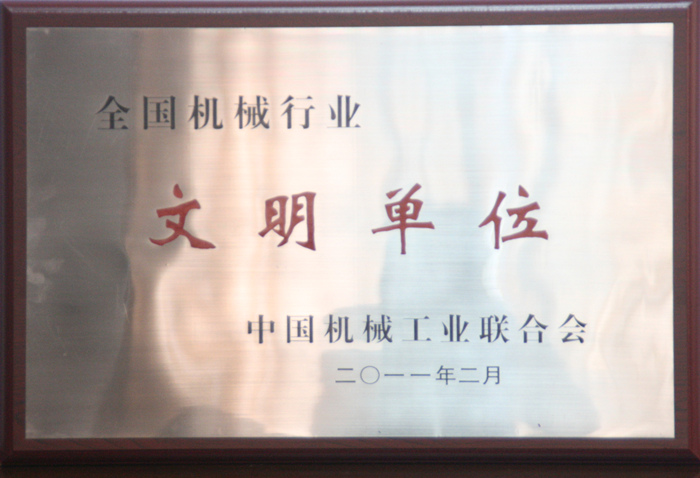 全国机械行业
文明单位
中国机械工业联合会
二〇一一年二月